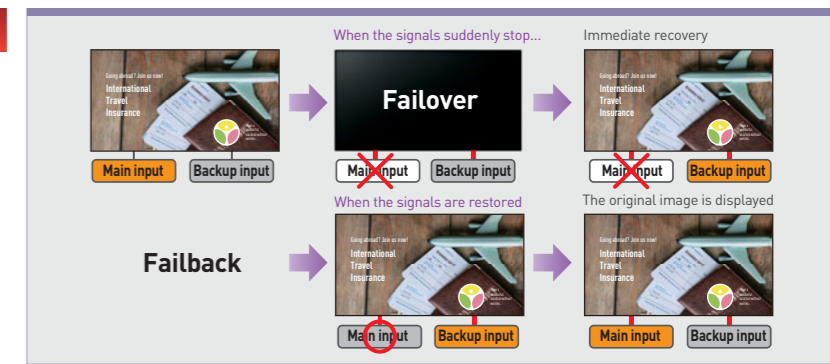 When the signals suddenly stop...
Immediate recovery
Going abroad? Join us now!
International
Travel
Insurance
Failover
Going abroad? Join us now!
International
Travel
Insurance
Main input
Backup input
Main input
Backup input
Main input
Backup input
When the signals are restored
The original image is displayed
Failback
Going abroad? Join us now!
International
Travel
Insurance
Going abroad? Join us now!
International
Travel
Insurance
Main input
Backup input
Main input
Backup input